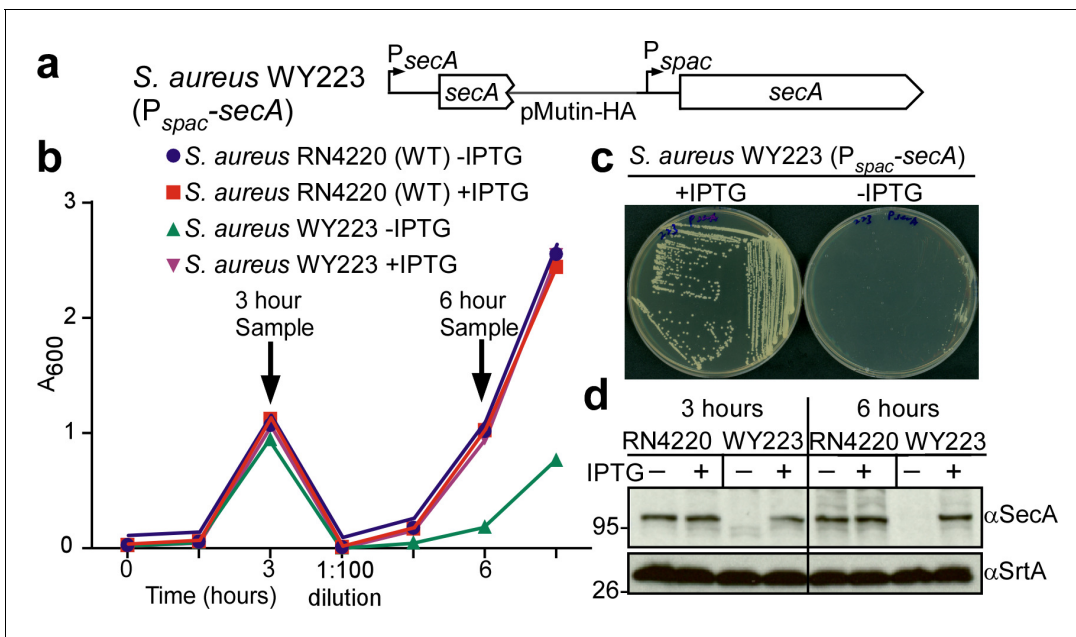 a
S. aureus WY223
(Pspac-secA)
PsecA
secA
pMutin-HA
Pspac
secA
b
S. aureus RN4220 (WT) -IPTG
S. aureus RN4220 (WT) +IPTG
S. aureus WY223 -IPTG
S. aureus WY223 +IPTG
3 hour
Sample
6 hour
Sample
A600
3
2
1
0
0
3
1:100
dilution
6
Time (hours)
c
S. aureus WY223 (Pspac-secA)
+IPTG
-IPTG
223
223
d
3 hours
6 hours
RN4220 WY223 RN4220 WY223
IPTG − + − + − + − +
95-
αSecA
26-
αSrtA